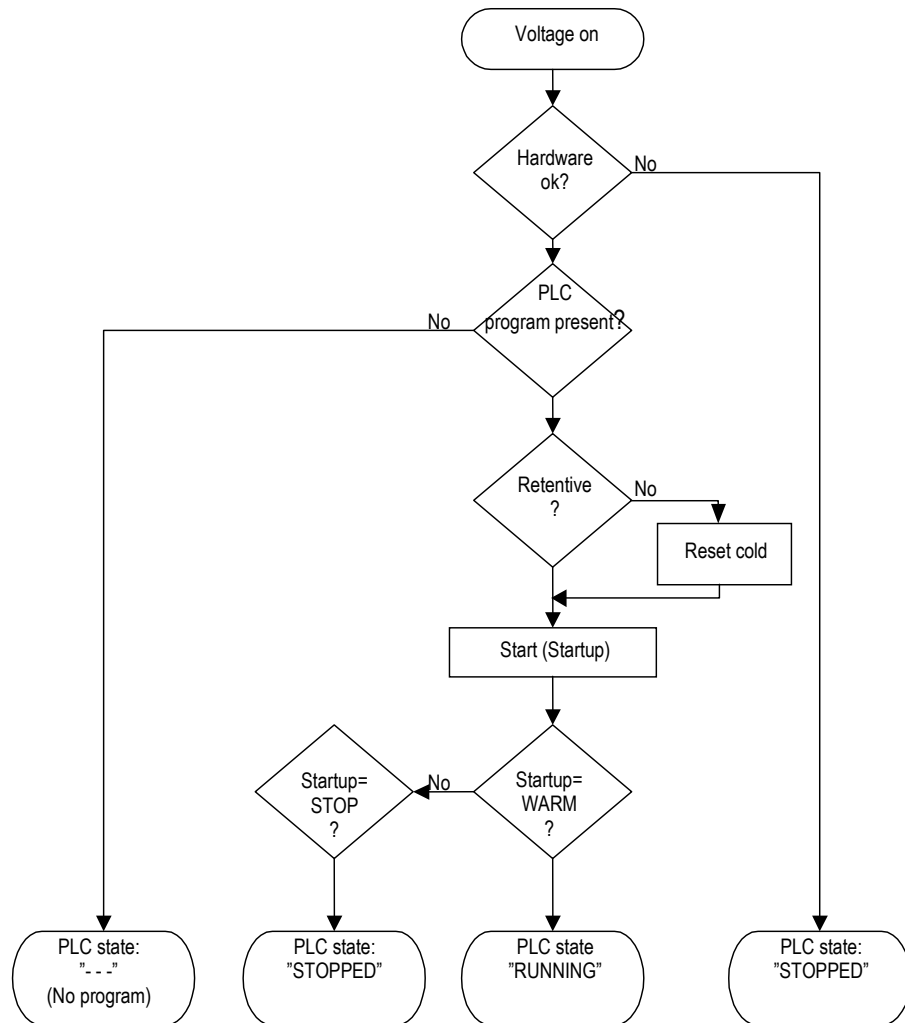 Voltage on
Hardware
ok?
No
PLC
program present?
No
Retentive
?
No
Reset cold
Start (Startup)
Startup=
STOP
?
No
Startup=
WARM
?
PLC state:
"- - -"
(No program)
PLC state:
"STOPPED"
PLC state
"RUNNING"
PLC state:
"STOPPED"